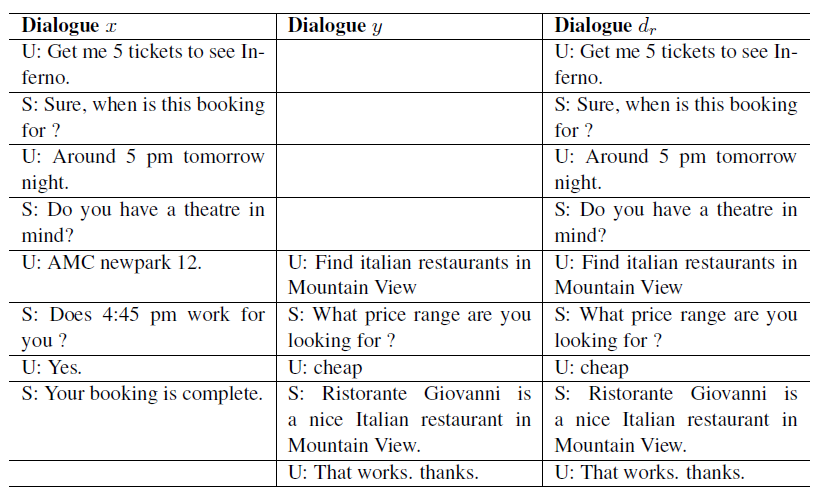 Dialogue x Dialogue y Dialogue dr
U: Get me 5 tickets to see In- U: Get me 5 tickets to see In-
ferno. ferno.
S: Sure, when is this booking S: Sure, when is this booking
for ? for ?
U: Around 5 pm tomorrow U: Around 5 pm tomorrow
night. night.
S: Do you have a theatre in S: Do you have a theatre in
mind? mind?
U: AMC newpark 12. U: Find italian restaurants in U: Find italian restaurants in
Mountain View Mountain View
S: Does 4:45 pm work for S: What price range are you S: What price range are you
you ? looking for ? looking for ?
U: Yes. U: cheap U: cheap
S: Your booking is complete. S: Ristorante Giovanni is S: Ristorante Giovanni is
a nice Italian restaurant in a nice Italian restaurant in
Mountain View. Mountain View.
U: That works. thanks. U: That works. thanks.